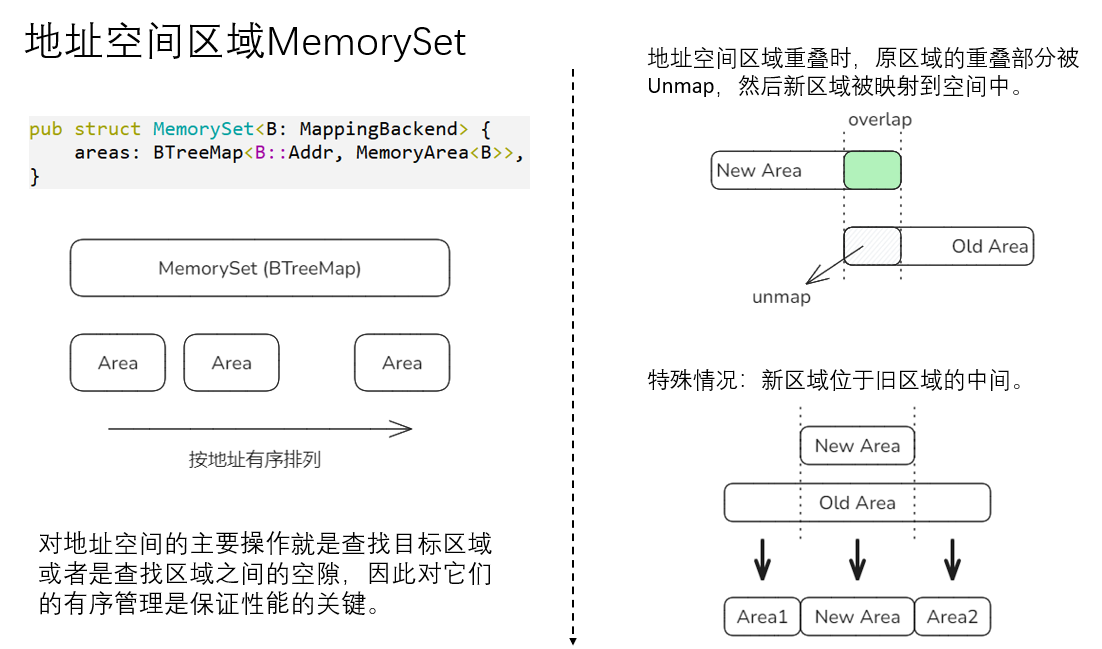 地址空间区域MemorySet
pub struct MemorySet<B: MappingBackend> {
    areas: BTreeMap<B::Addr, MemoryArea<B>>,
}
MemorySet (BTreeMap)
Area
Area
Area
按地址有序排列
对地址空间的主要操作就是查找目标区域
或者是查找区域之间的空隙，因此对它们
的有序管理是保证性能的关键。
地址空间区域重叠时，原区域的重叠部分被
Unmap，然后新区域被映射到空间中。
overlap
New Area
Old Area
unmap
特殊情况：新区域位于旧区域的中间。
New Area
Old Area
Area1
New Area
Area2